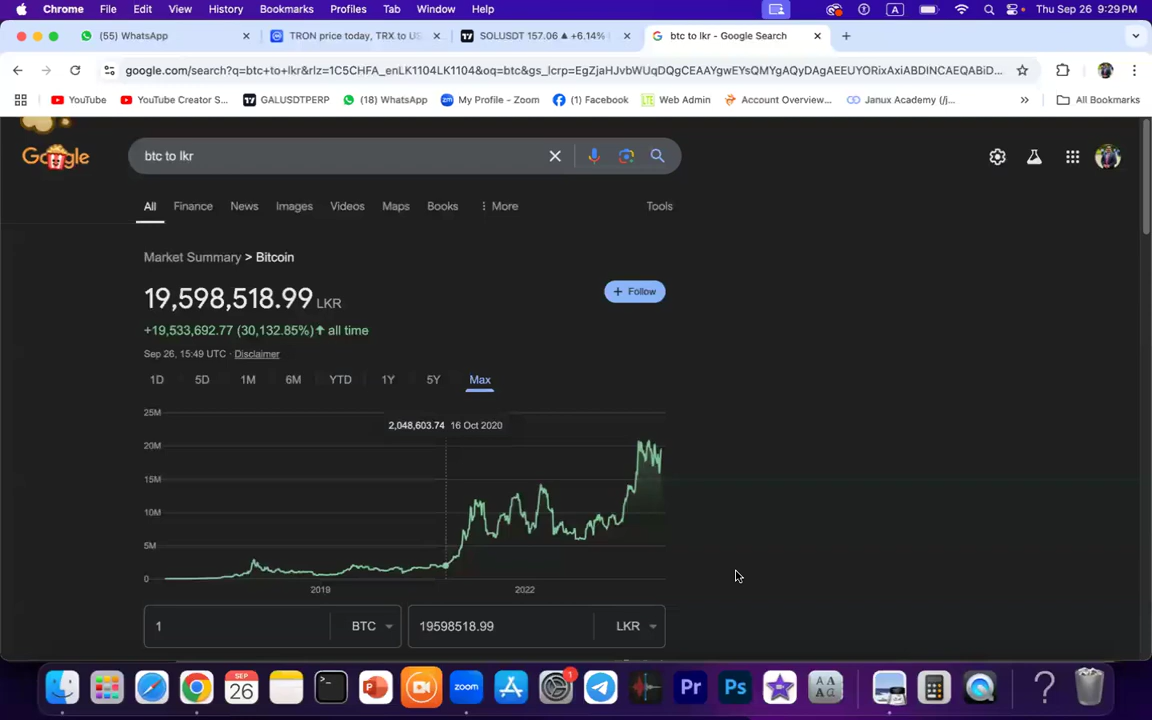 Chrome File Edit View History Bookmarks Profiles Tab Window Help A Thu Sep 26 9:29 PM
(55) WhatsApp TRON price today, TRX to US SOLUSDT 157.06 ▲ +6.14% btc to lkr - Google Search
google.com/search?q=btc+to+lkr&rlz=1C5CHFA_enLK1104LK1104&oq=btc&gs_lcrp=EgZjaHJvbWUqDQgCEAAYgwEYsQMYgAQyDAgAEEUYORixAxiABDINCAEQABiD...
YouTube YouTube Creator S... GALUSDTPERP (18) WhatsApp My Profile - Zoom (1) Facebook Web Admin Account Overview... Janux Academy (/j... » All Bookmarks
Google btc to lkr
All Finance News Images Videos Maps Books More Tools
Market Summary > Bitcoin
19,598,518.99 LKR
+ Follow
+19,533,692.77 (30,132.85%) ↑ all time
Sep 26, 15:49 UTC · Disclaimer
1D 5D 1M 6M YTD 1Y 5Y Max
25M
2,048,603.74 16 Oct 2020
20M
15M
10M
5M
0
2019 2022
1 BTC 19598518.99 LKR
SEP 26 zoom 1 Pr Ps